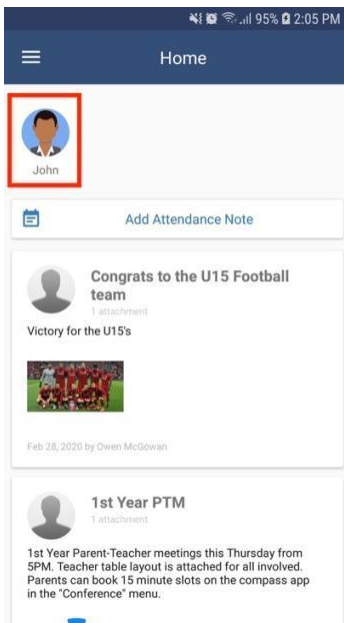 95% 2:05 PM
Home
John
Add Attendance Note
Congrats to the U15 Football
team
1 attachment
Victory for the U15's
Feb 28, 2020 by Owen McGowan
1st Year PTM
1 attachment
1st Year Parent-Teacher meetings this Thursday from
5PM. Teacher table layout is attached for all involved.
Parents can book 15 minute slots on the compass app
in the "Conference" menu.